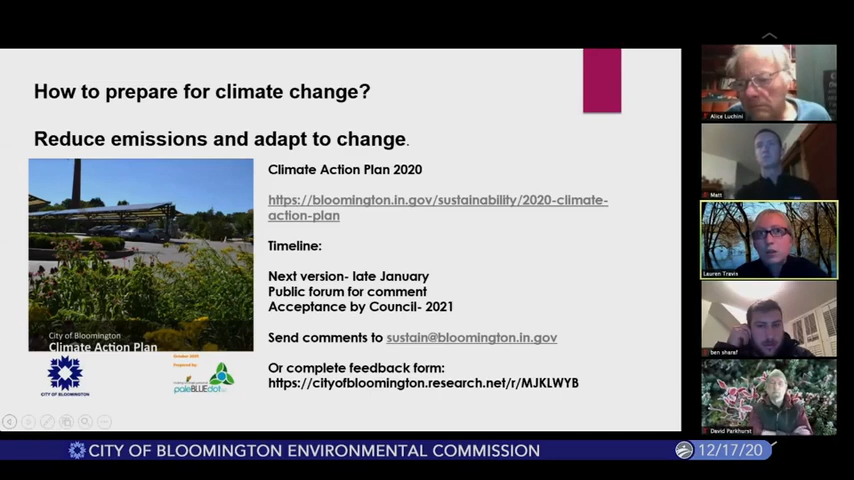 How to prepare for climate change?
Reduce emissions and adapt to change.
Climate Action Plan 2020
https://bloomington.in.gov/sustainability/2020-climate-
action-plan
Timeline:
Next version- late January
Public forum for comment
Acceptance by Council- 2021
Send comments to sustain@bloomington.in.gov
Or complete feedback form:
https://cityofbloomington.research.net/r/MJKLWYB
City of Bloomington
Climate Action Plan
CITY OF BLOOMINGTON
Prepared by:
paleBLUEdot
Alice Luchini
Matt
Lauren Travis
ben sharaf
David Parkhurst
CITY OF BLOOMINGTON ENVIRONMENTAL COMMISSION
12/17/20